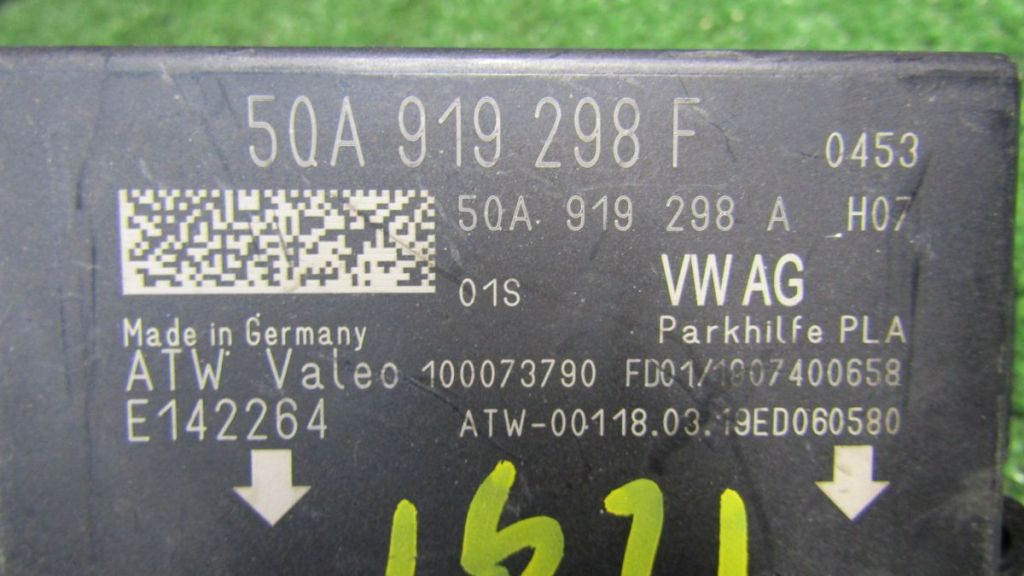 5QA 919 298 F 0453
5QA 919 298 A H07
01S VW AG
Made in Germany Parkhilfe PLA
ATW Valeo 100073790 FD01/1907400658
E142264 ATW-00118.03.19ED060580